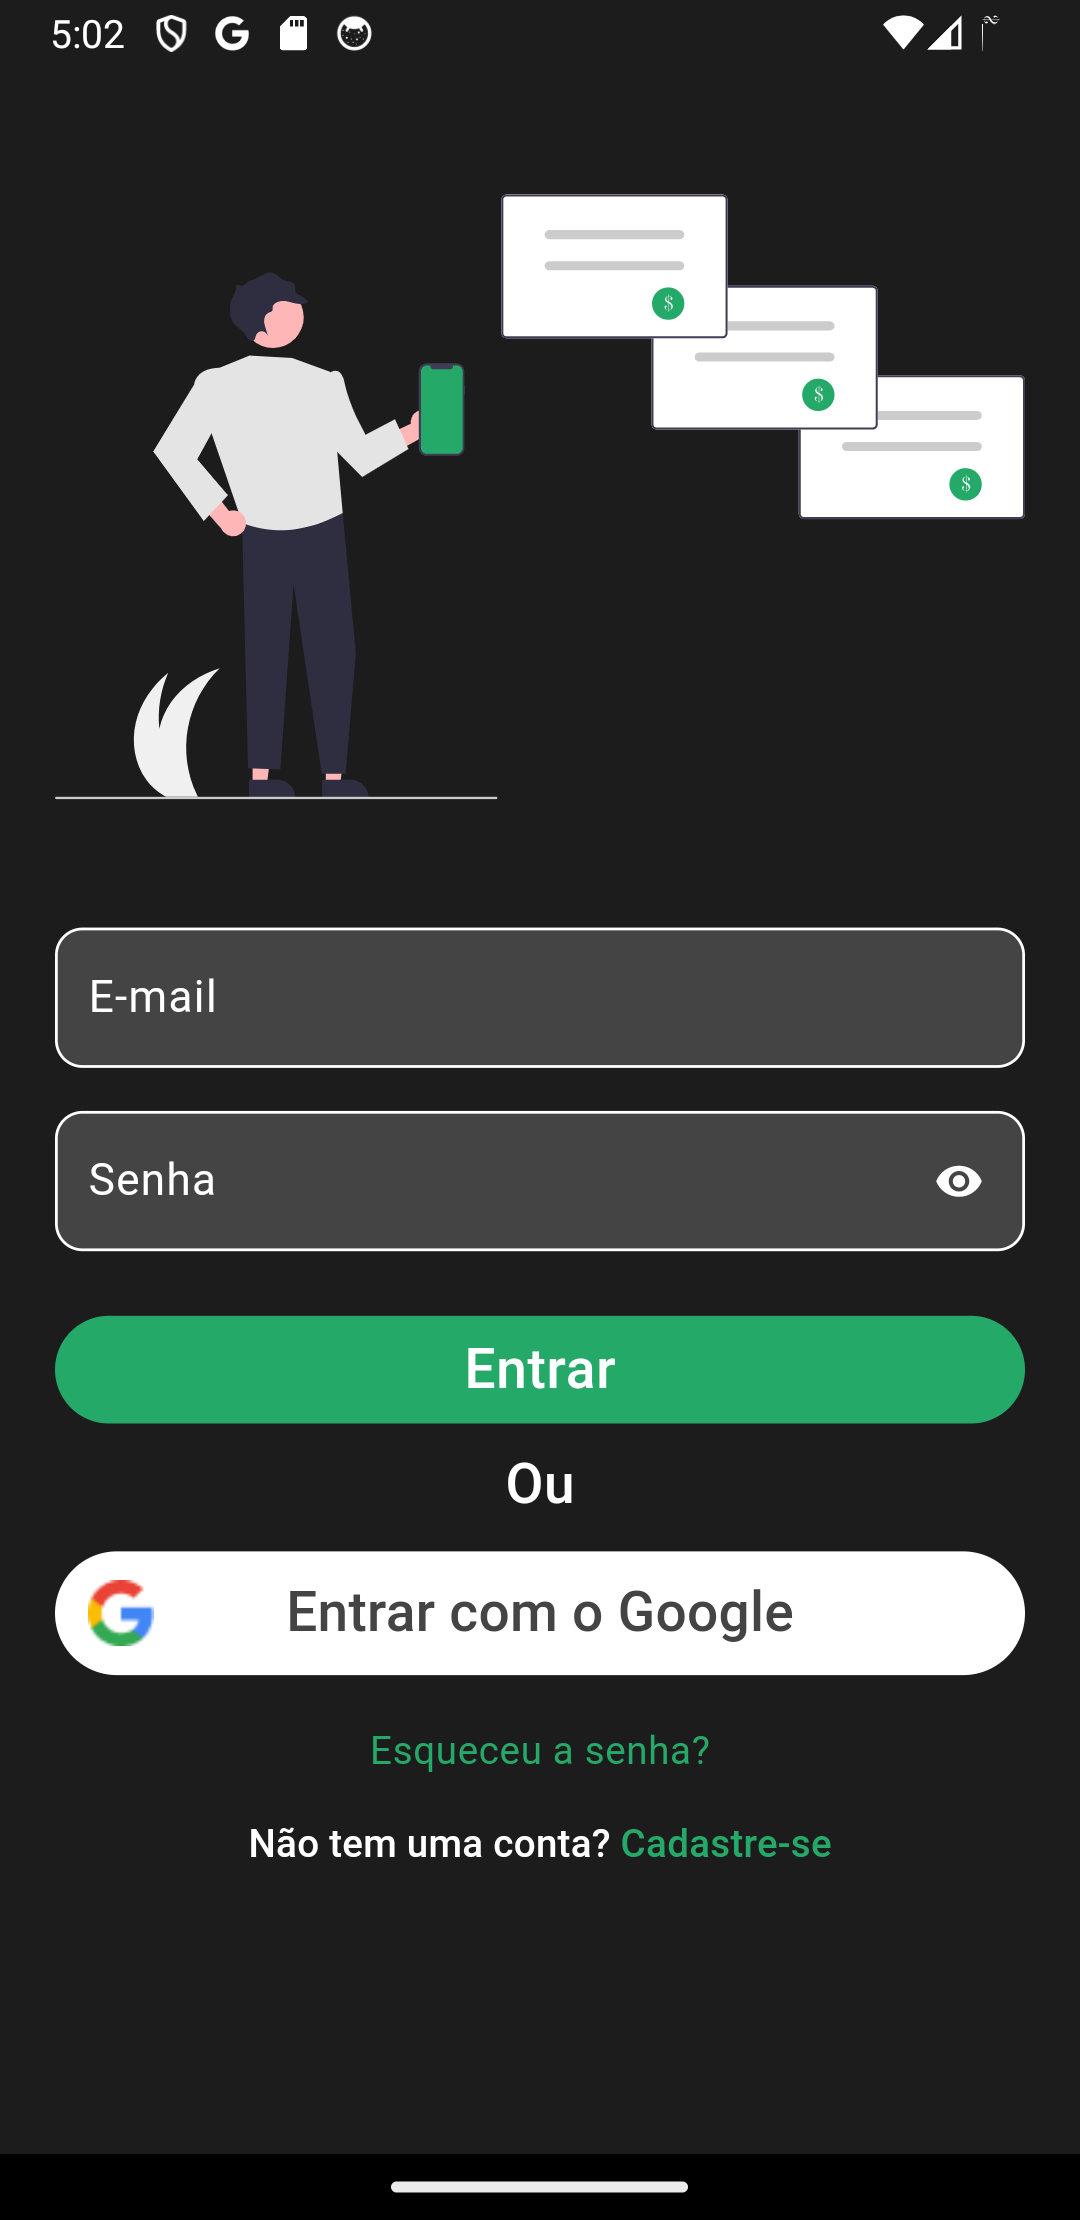 5:02
$
$
$
E-mail
Senha
Entrar
Ou
Entrar com o Google
Esqueceu a senha?
Não tem uma conta? Cadastre-se